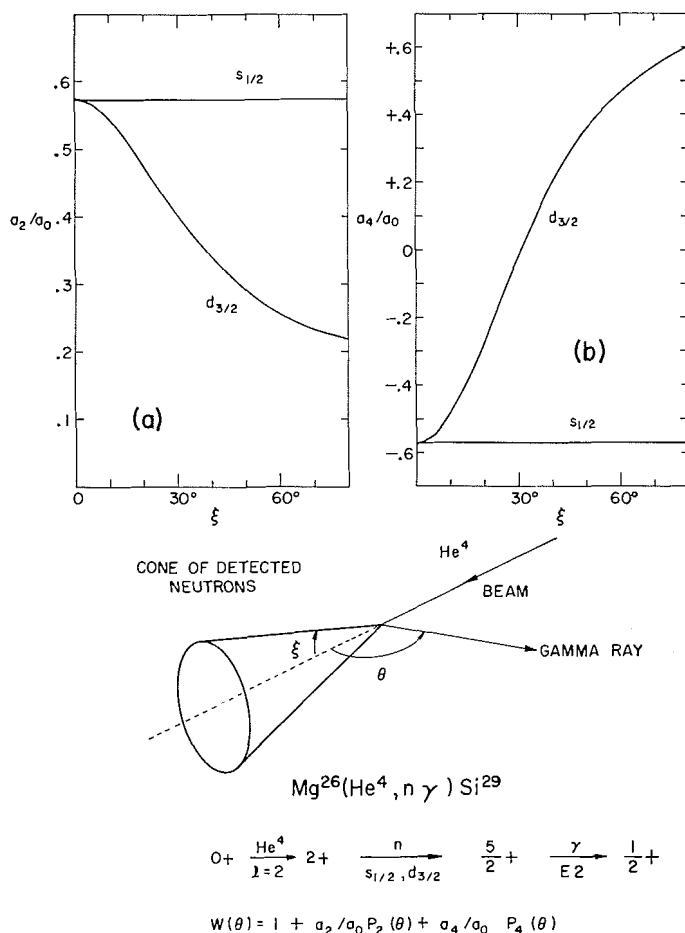 .6
.5
a₂/a₀ .4
.3
.2
.1
s₁/₂
d₃/₂
(a)
0 30° 60°
ξ
+.6
+.4
+.2
a₄/a₀ 0
-.2
-.4
-.6
d₃/₂
(b)
s₁/₂
30° 60°
ξ
CONE OF DETECTED
NEUTRONS
He⁴
BEAM
GAMMA RAY
ξ
θ
Mg²⁶(He⁴, n γ) Si²⁹
0+ He⁴ l=2 2+ n s₁/₂, d₃/₂ 5/2+ γ E2 1/2+
W(θ) = 1 + a₂/a₀ P₂(θ) + a₄/a₀ P₄(θ)